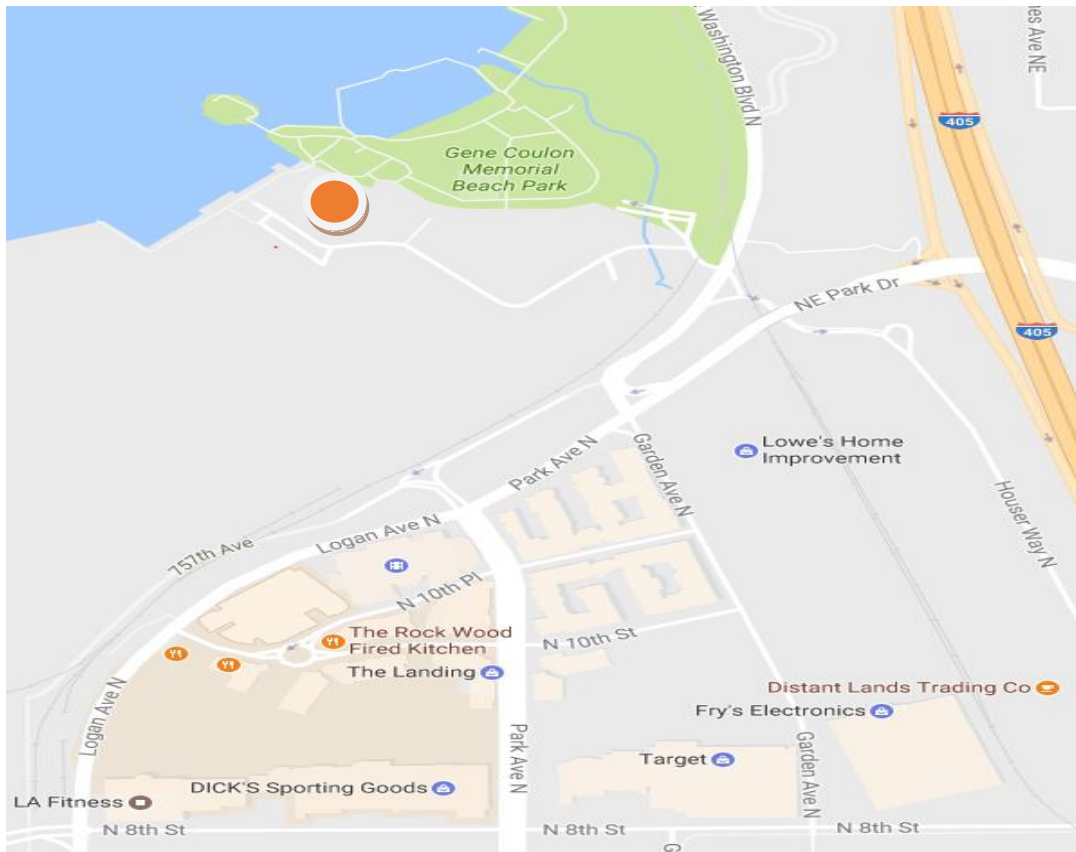 Washington Blvd N
nes Ave NE
405
Gene Coulon
Memorial
Beach Park
NE Park Dr
405
Lowe's Home
Improvement
Garden Ave N
Park Ave N
Houser Way N
Logan Ave N
757th Ave
N 10th Pl
The Rock Wood
Fired Kitchen
N 10th St
The Landing
Distant Lands Trading Co
Logan Ave N
Fry's Electronics
Park Ave N
Garden Ave N
Target
DICK'S Sporting Goods
LA Fitness
N 8th St
N 8th St
N 8th St
G